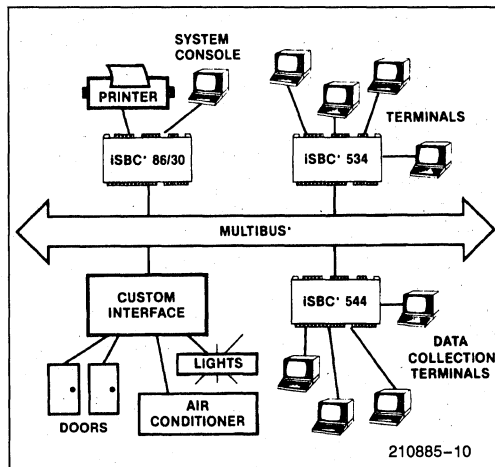 SYSTEM
CONSOLE
PRINTER
TERMINALS
iSBC* 86/30
iSBC* 534
MULTIBUS*
CUSTOM
INTERFACE
iSBC* 544
LIGHTS
DATA
COLLECTION
TERMINALS
AIR
CONDITIONER
DOORS
210885-10